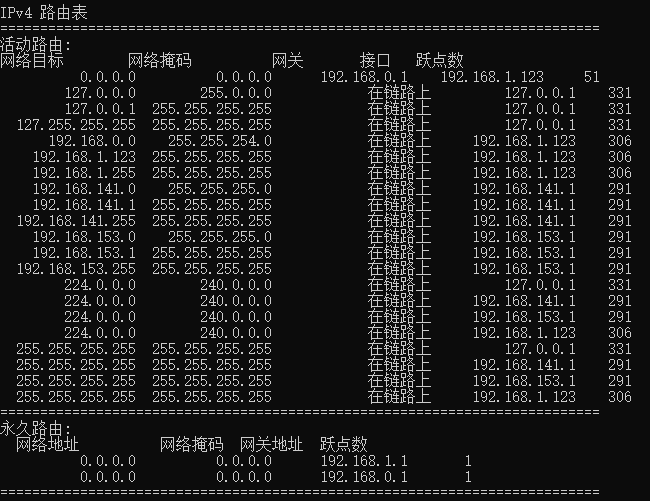 IPv4 路由表
===========================================================================
活动路由:
网络目标        网络掩码          网关       接口   跃点数
0.0.0.0          0.0.0.0      192.168.0.1    192.168.1.123     51
127.0.0.0        255.0.0.0            在链路上         127.0.0.1    331
127.0.0.1  255.255.255.255            在链路上         127.0.0.1    331
127.255.255.255  255.255.255.255            在链路上         127.0.0.1    331
192.168.0.0    255.255.254.0            在链路上     192.168.1.123    306
192.168.1.123  255.255.255.255            在链路上     192.168.1.123    306
192.168.1.255  255.255.255.255            在链路上     192.168.1.123    306
192.168.141.0    255.255.255.0            在链路上     192.168.141.1    291
192.168.141.1  255.255.255.255            在链路上     192.168.141.1    291
192.168.141.255  255.255.255.255            在链路上     192.168.141.1    291
192.168.153.0    255.255.255.0            在链路上     192.168.153.1    291
192.168.153.1  255.255.255.255            在链路上     192.168.153.1    291
192.168.153.255  255.255.255.255            在链路上     192.168.153.1    291
224.0.0.0        240.0.0.0            在链路上         127.0.0.1    331
224.0.0.0        240.0.0.0            在链路上     192.168.141.1    291
224.0.0.0        240.0.0.0            在链路上     192.168.153.1    291
224.0.0.0        240.0.0.0            在链路上     192.168.1.123    306
255.255.255.255  255.255.255.255            在链路上         127.0.0.1    331
255.255.255.255  255.255.255.255            在链路上     192.168.141.1    291
255.255.255.255  255.255.255.255            在链路上     192.168.153.1    291
255.255.255.255  255.255.255.255            在链路上     192.168.1.123    306
===========================================================================
永久路由:
网络地址          网络掩码  网关地址  跃点数
0.0.0.0          0.0.0.0      192.168.1.1       1
0.0.0.0          0.0.0.0      192.168.0.1       1
===========================================================================